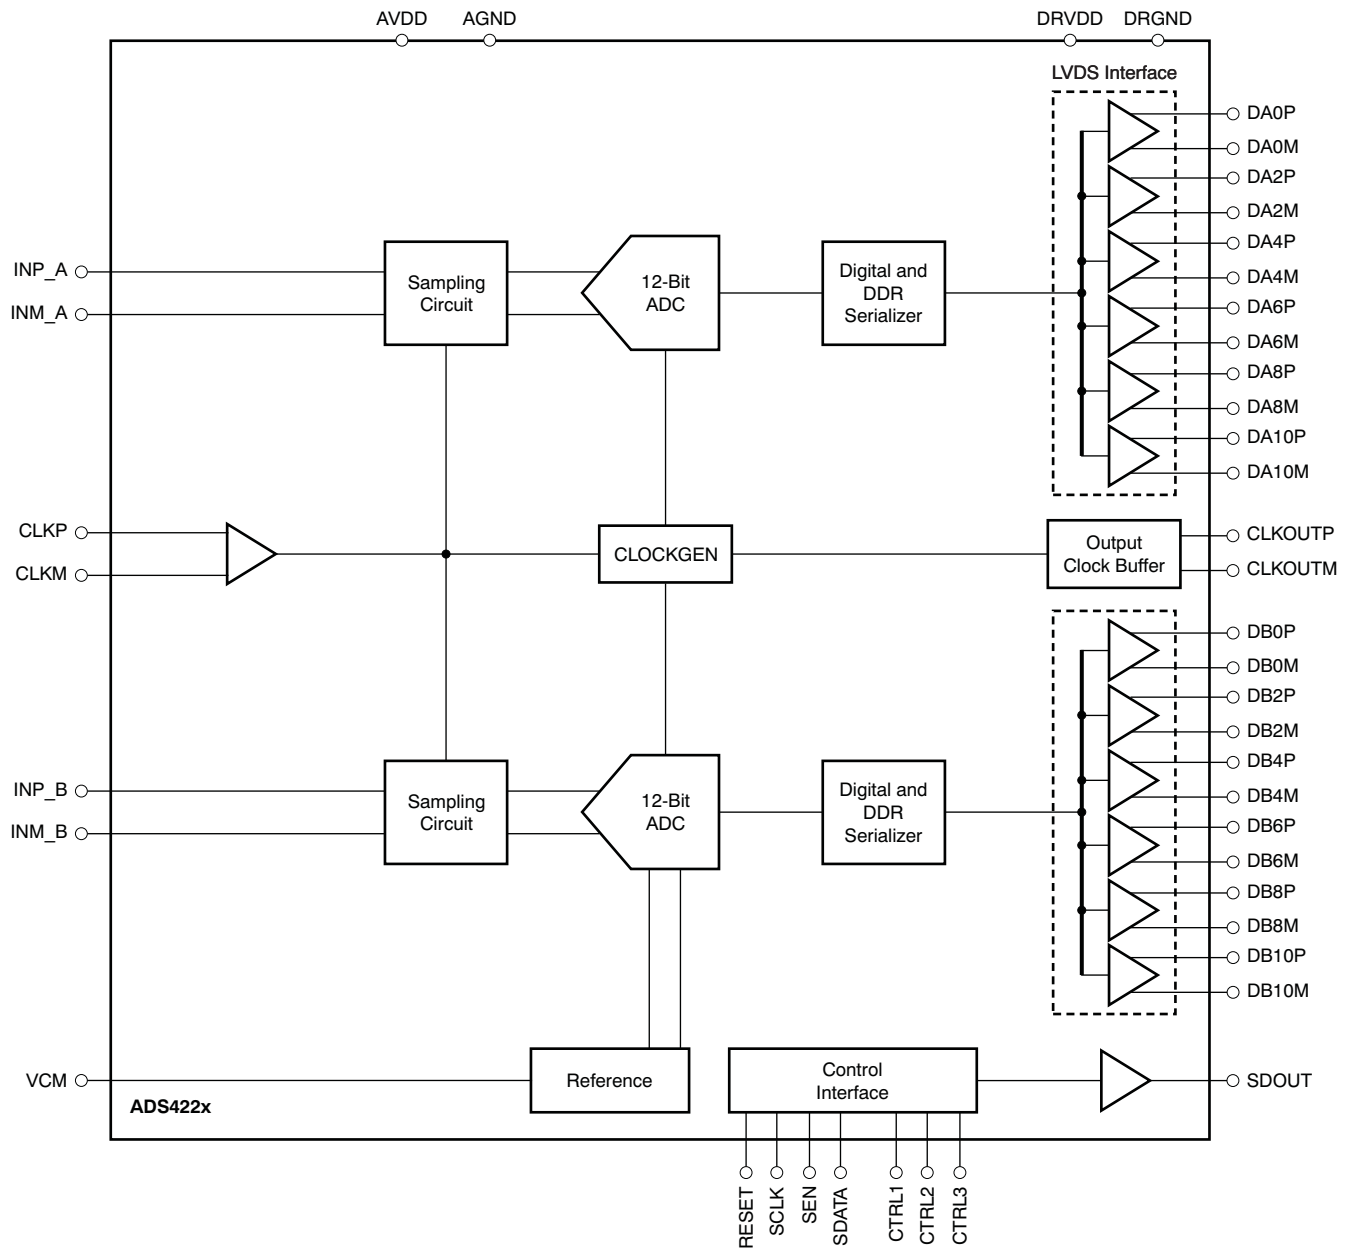 AVDD AGND DRVDD DRGND
LVDS Interface
DA0P
DA0M
DA2P
DA2M
DA4P
DA4M
DA6P
DA6M
DA8P
DA8M
DA10P
DA10M
INP_A
INM_A
Sampling
Circuit
12-Bit
ADC
Digital and
DDR
Serializer
CLKP
CLKM
CLOCKGEN
Output
Clock Buffer
CLKOUTP
CLKOUTM
DB0P
DB0M
DB2P
DB2M
DB4P
DB4M
DB6P
DB6M
DB8P
DB8M
DB10P
DB10M
INP_B
INM_B
Sampling
Circuit
12-Bit
ADC
Digital and
DDR
Serializer
VCM
Reference
Control
Interface
SDOUT
ADS422x
RESET
SCLK
SEN
SDATA
CTRL1
CTRL2
CTRL3